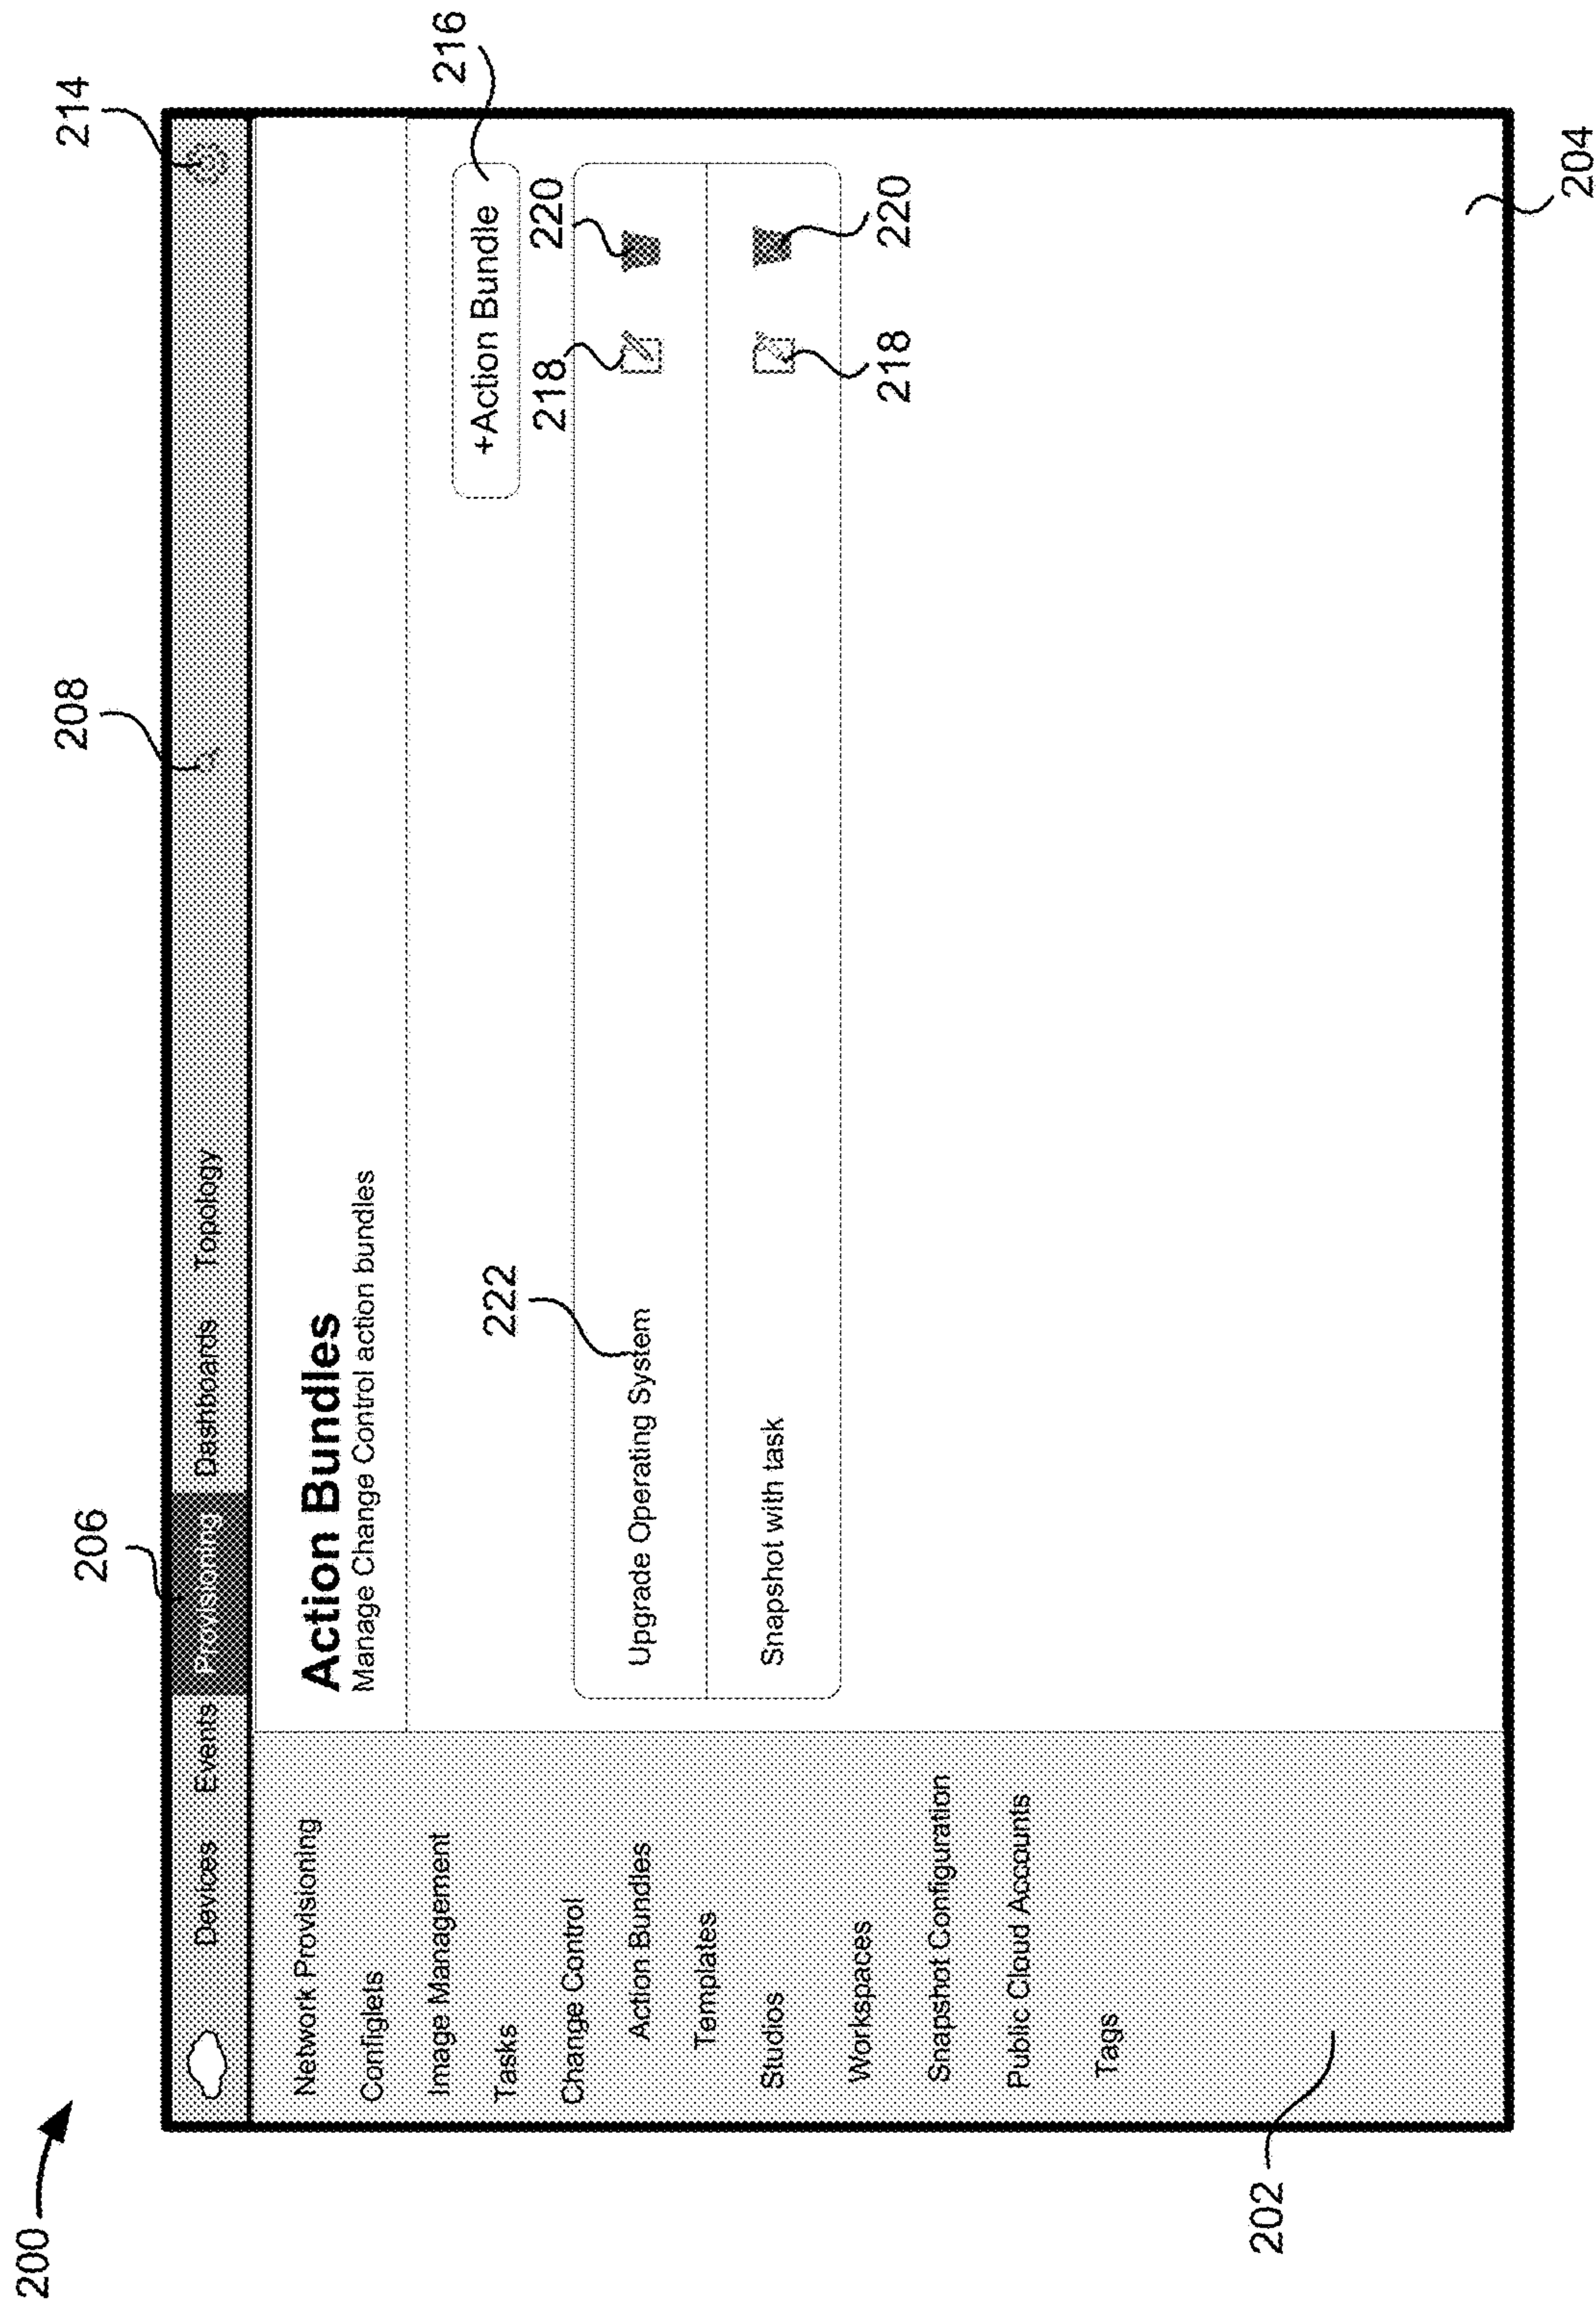 200
206
208
214
Devices Events Provisioning Dashboards Topology
Network Provisioning
Configlets
Image Management
Tasks
Change Control
Action Bundles
Templates
Studios
Workspaces
Snapshot Configuration
Public Cloud Accounts
Tags
202
Action Bundles
Manage Change Control action bundles
216
+Action Bundle
222
218
220
Upgrade Operating System
Snapshot with task
218
220
204